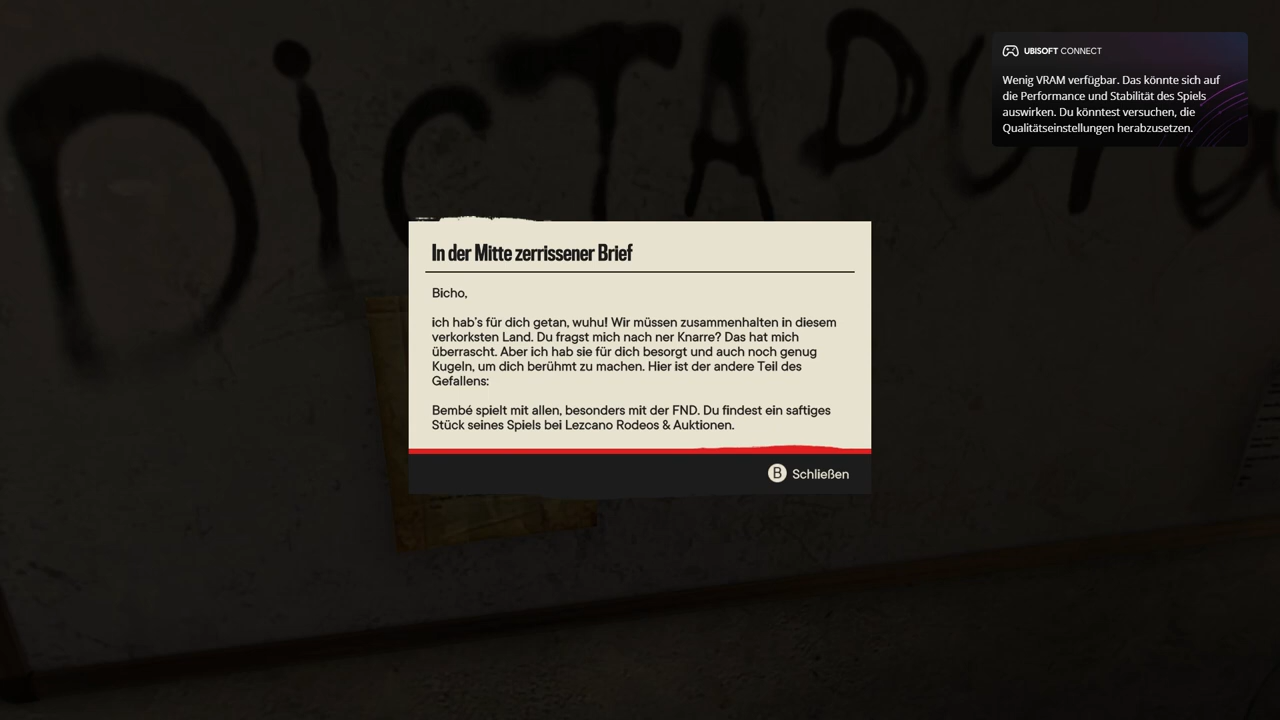 DiCTADURA
UBISOFT CONNECT
Wenig VRAM verfügbar. Das könnte sich auf
die Performance und Stabilität des Spiels
auswirken. Du könntest versuchen, die
Qualitätseinstellungen herabzusetzen.
In der Mitte zerrissener Brief
Bicho,
ich hab's für dich getan, wuhu! Wir müssen zusammenhalten in diesem
verkorksten Land. Du fragst mich nach ner Knarre? Das hat mich
überrascht. Aber ich hab sie für dich besorgt und auch noch genug
Kugeln, um dich berühmt zu machen. Hier ist der andere Teil des
Gefallens:
Bembé spielt mit allen, besonders mit der FND. Du findest ein saftiges
Stück seines Spiels bei Lezcano Rodeos & Auktionen.
B Schließen